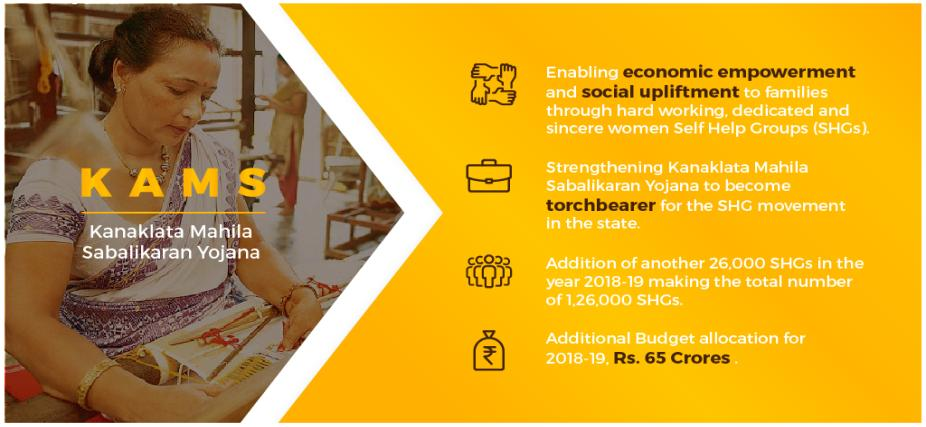 KAMS
Kanaklata Mahila
Sabalikaran Yojana
Enabling economic empowerment
and social upliftment to families
through hard working, dedicated and
sincere women Self Help Groups (SHGs).
Strengthening Kanaklata Mahila
Sabalikaran Yojana to become
torchbearer for the SHG movement
in the state.
Addition of another 26,000 SHGs in the
year 2018-19 making the total number
of 1,26,000 SHGs.
₹
Additional Budget allocation for
2018-19, Rs. 65 Crores .